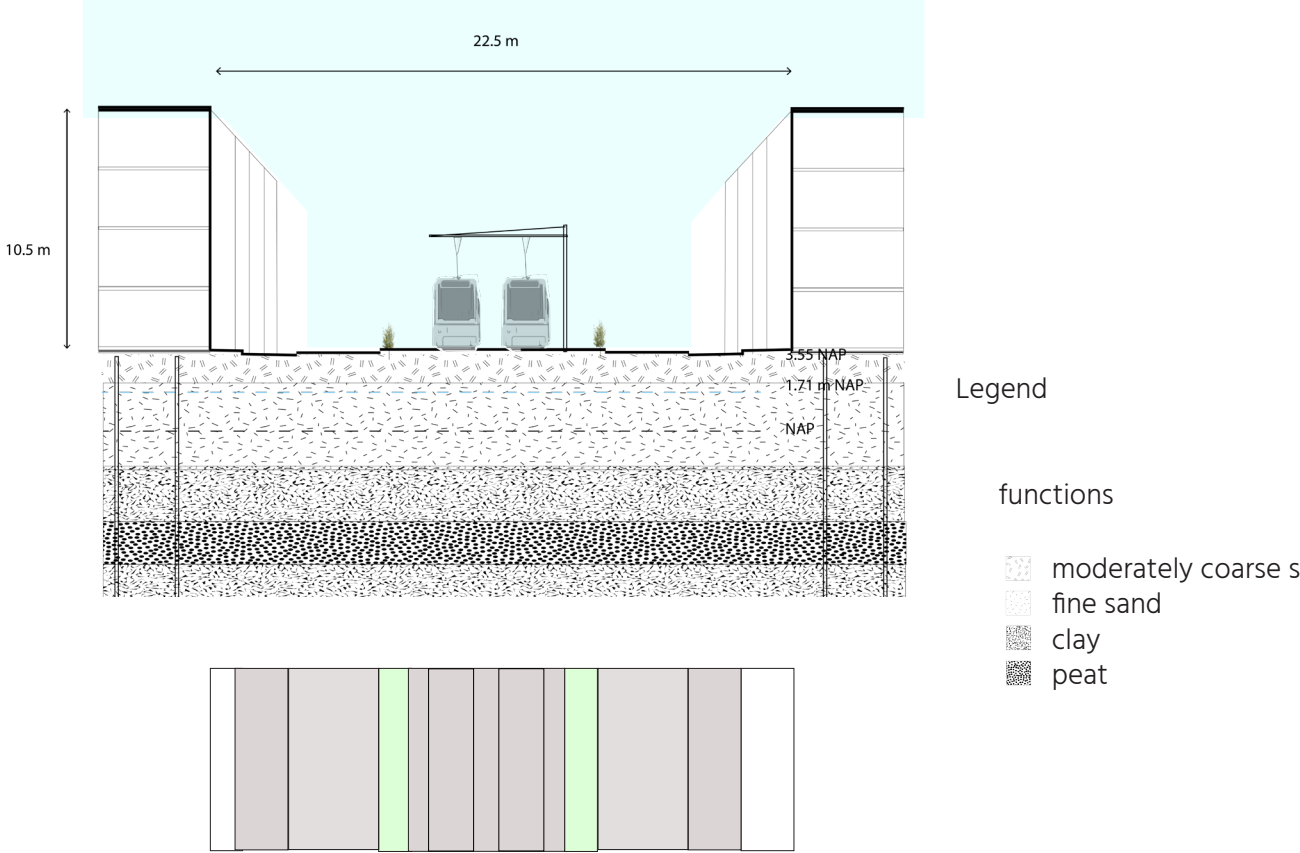 22.5 m
10.5 m
3.55 NAP
1.71 m NAP
NAP
Legend
functions
moderately coarse s
fine sand
clay
peat